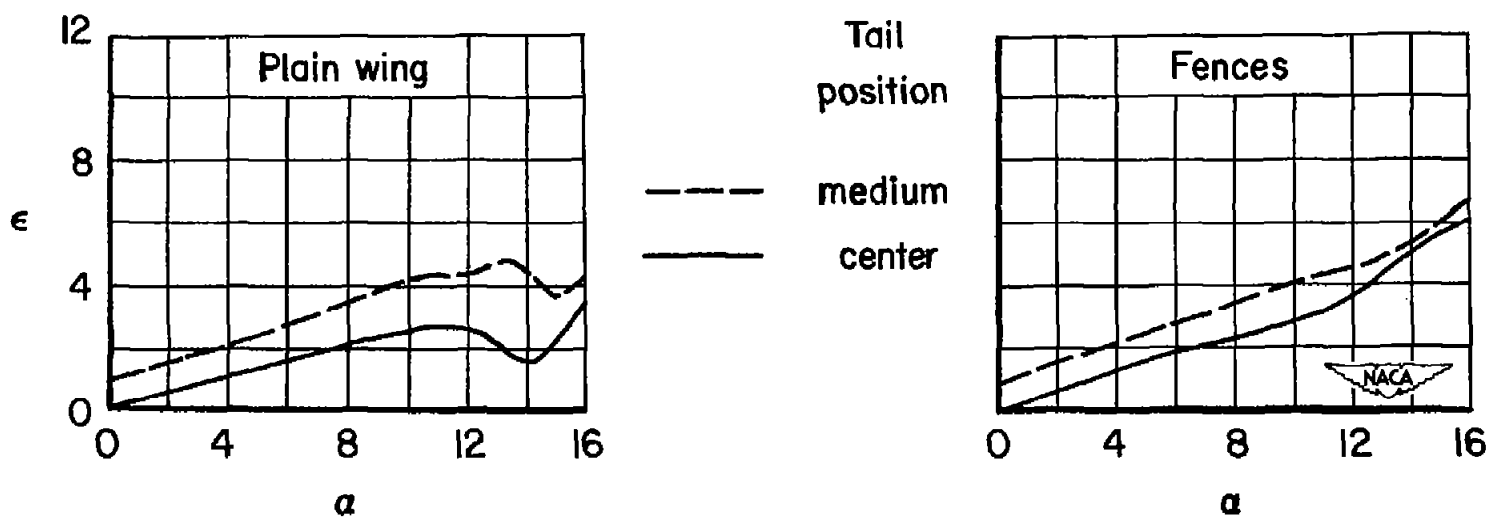 12
8
4
0
ϵ
Plain wing
0 4 8 12 16
α
Tail
position
medium
center
Fences
NACA
0 4 8 12 16
α